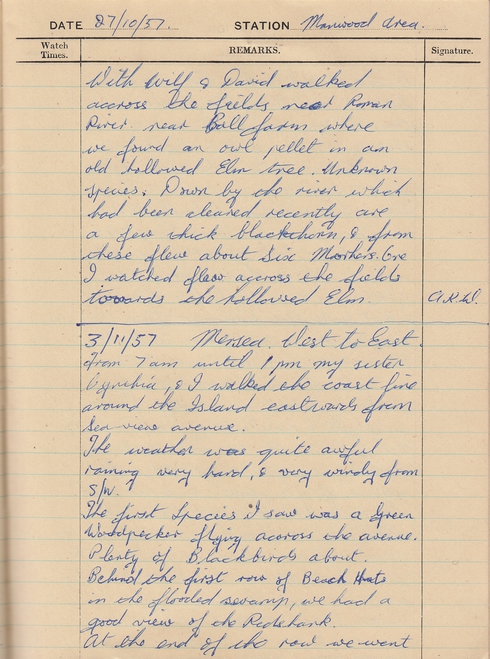 DATE 27/10/57. STATION Manwood Area.
Watch Times. REMARKS. Signature.
With Wilf & David walked
accross the fields near Roman
River near Ball farm where
we found an owl pellet in an
old hollowed Elm tree. Unknown
species. Down by the river which
had been cleared recently are
a few thick blackthorn, & from
these flew about six Moorhens. One
I watched flew accross the fields
towards the hollowed Elm. A.K.W.
3/11/57 Mersea. West to East.
from 7am until 1pm my sister
Cynthia, & I walked the coast line
around the Island eastwards from
Sea view avenue.
The weather was quite awful
raining very hard, & very windy from
S/W.
The first species I saw was a Green
Woodpecker flying accross the avenue.
Plenty of Blackbirds about.
Behind the first row of Beach Huts
in the flooded swamp, we had a
good view of the Redshank.
At the end of the row we went